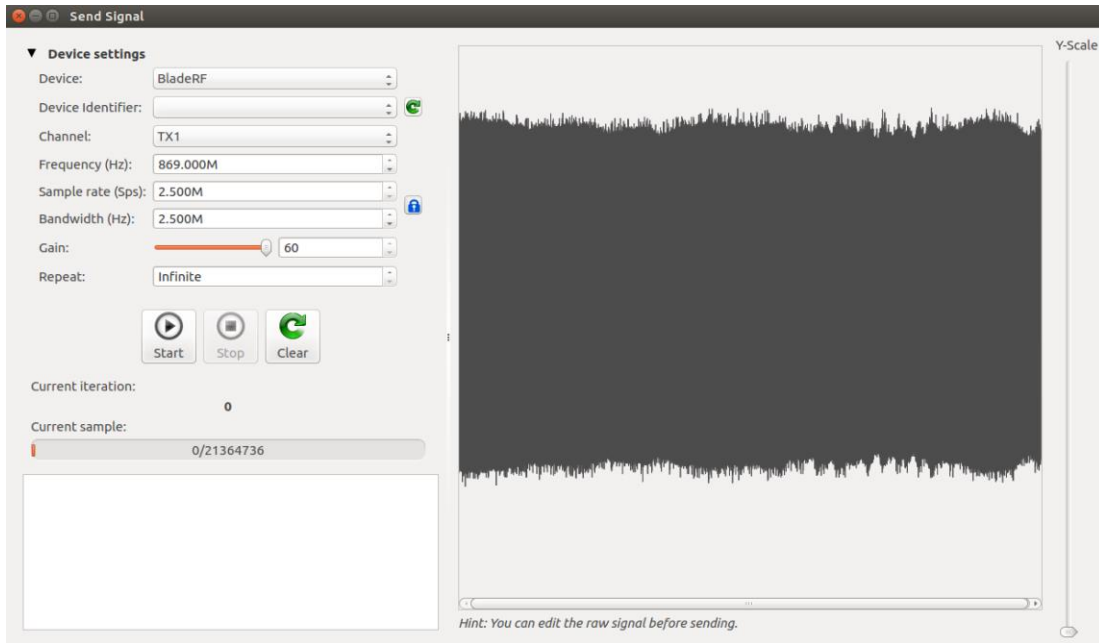 Send Signal
Device settings
Device: BladeRF
Device Identifier:
Channel: TX1
Frequency (Hz): 869.000M
Sample rate (Sps): 2.500M
Bandwidth (Hz): 2.500M
Gain: 60
Repeat: Infinite
Start Stop Clear
Current iteration:
0
Current sample:
0/21364736
Y-Scale
Hint: You can edit the raw signal before sending.